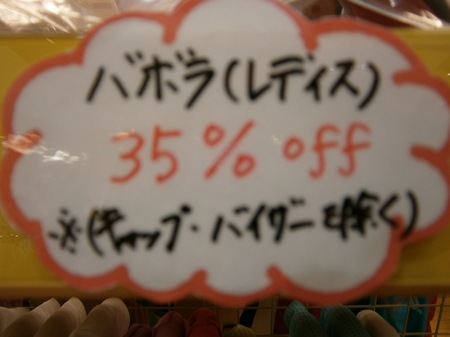 バボラ(レディス)
35% off
※(キャップ・バイザーを除く)